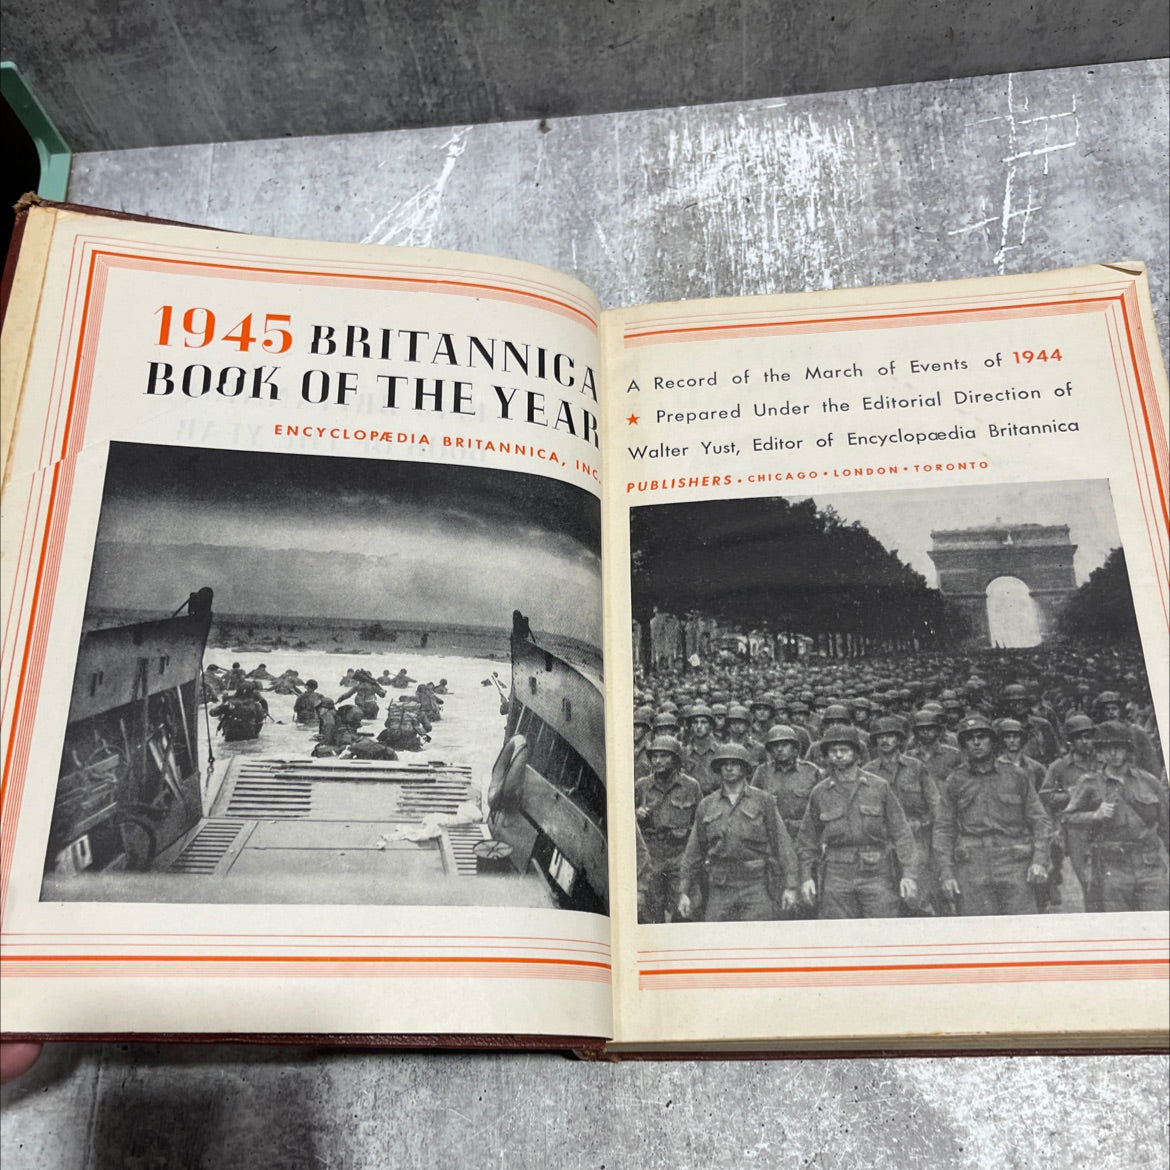 1945 BRITANNICA
BOOK OF THE YEAR
ENCYCLOPÆDIA BRITANNICA, INC.
A Record of the March of Events of 1944
★ Prepared Under the Editorial Direction of
Walter Yust, Editor of Encyclopædia Britannica
PUBLISHERS • CHICAGO • LONDON • TORONTO